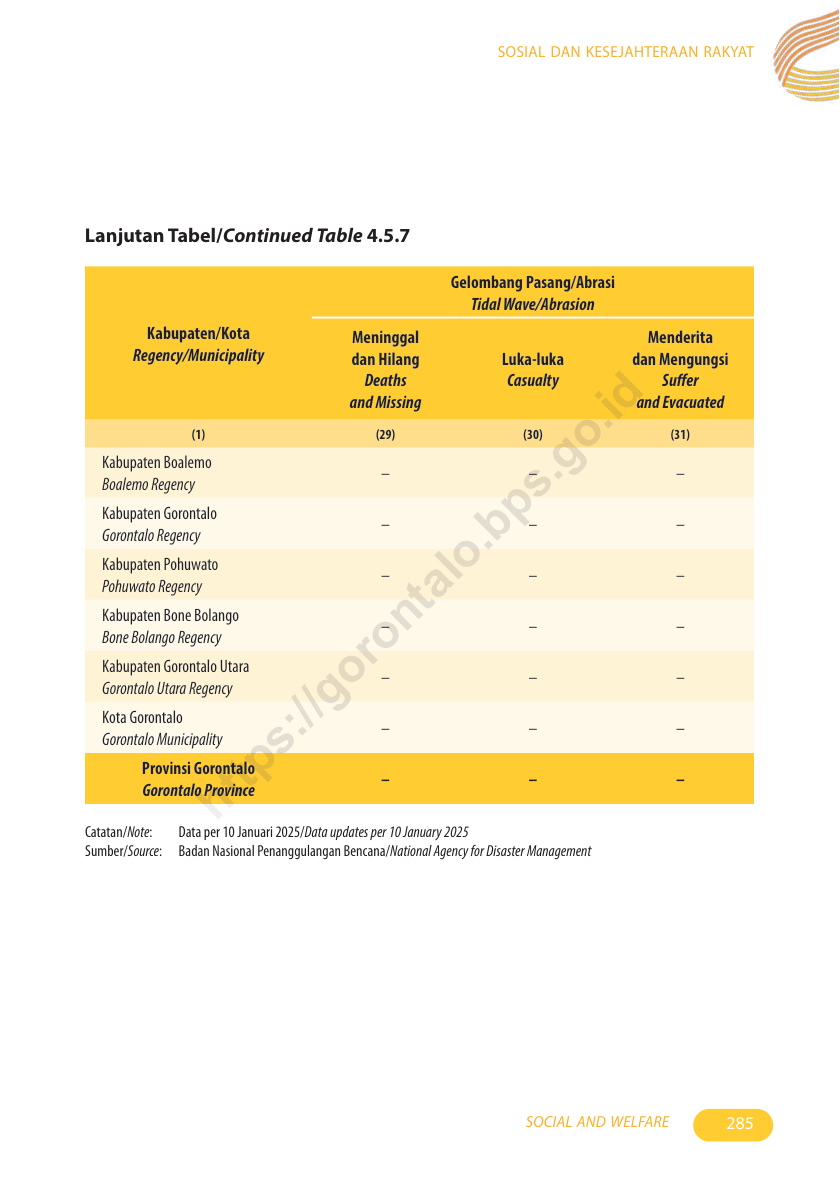 SOSIAL DAN KESEJAHTERAAN RAKYAT
Lanjutan Tabel/Continued Table 4.5.7
Kabupaten/Kota
Regency/Municipality
Gelombang Pasang/Abrasi
Tidal Wave/Abrasion
Meninggal
dan Hilang
Deaths
and Missing
Luka-luka
Casualty
Menderita
dan Mengungsi
Suffer
and Evacuated
(1) (29) (30) (31)
Kabupaten Boalemo
Boalemo Regency
– – –
Kabupaten Gorontalo
Gorontalo Regency
– – –
Kabupaten Pohuwato
Pohuwato Regency
– – –
Kabupaten Bone Bolango
Bone Bolango Regency
– – –
Kabupaten Gorontalo Utara
Gorontalo Utara Regency
– – –
Kota Gorontalo
Gorontalo Municipality
– – –
Provinsi Gorontalo
Gorontalo Province
– – –
Catatan/Note: Data per 10 Januari 2025/Data updates per 10 January 2025
Sumber/Source: Badan Nasional Penanggulangan Bencana/National Agency for Disaster Management
https://gorontalo.bps.go.id
SOCIAL AND WELFARE 285